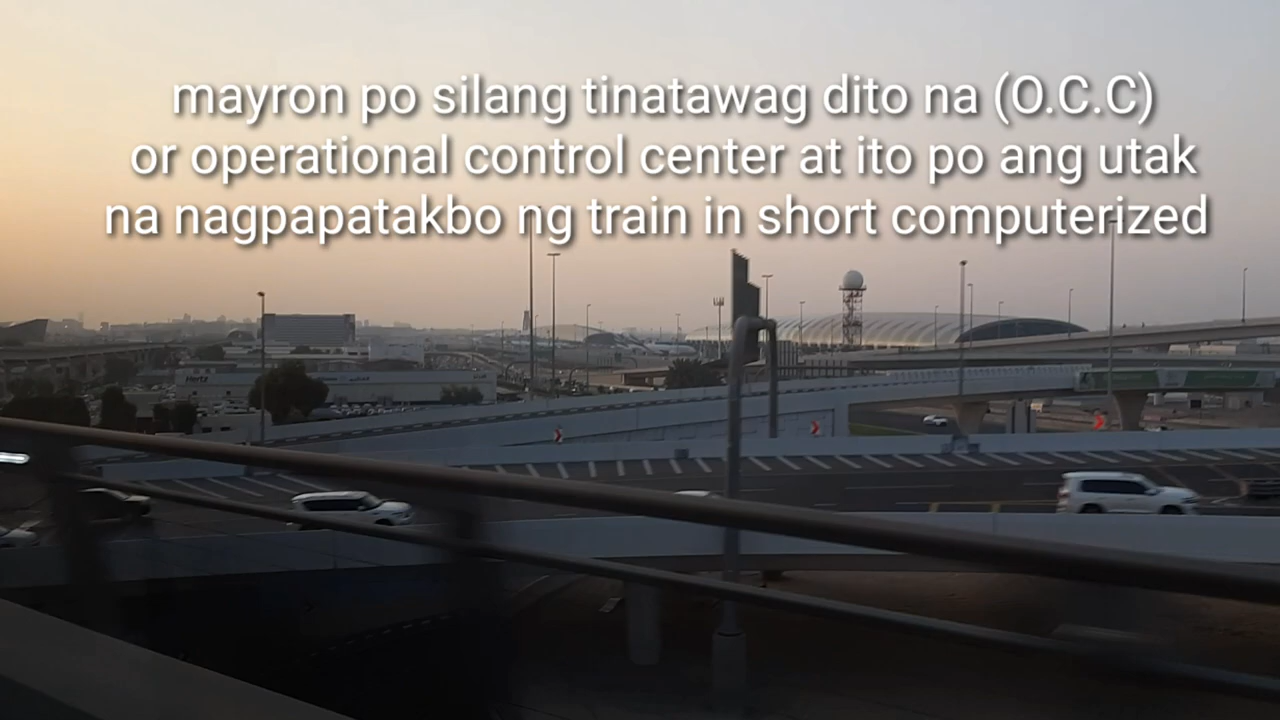 mayron po silang tinatawag dito na (O.C.C)
or operational control center at ito po ang utak
na nagpapatakbo ng train in short computerized
Hertz